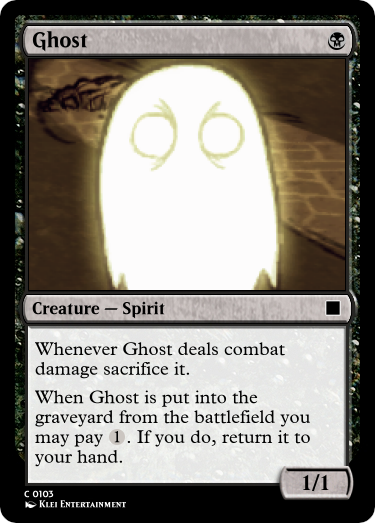 Ghost
Creature — Spirit
Whenever Ghost deals combat
damage sacrifice it.
When Ghost is put into the
graveyard from the battlefield you
may pay 1. If you do, return it to
your hand.
1/1
C 0103
Klei Entertainment